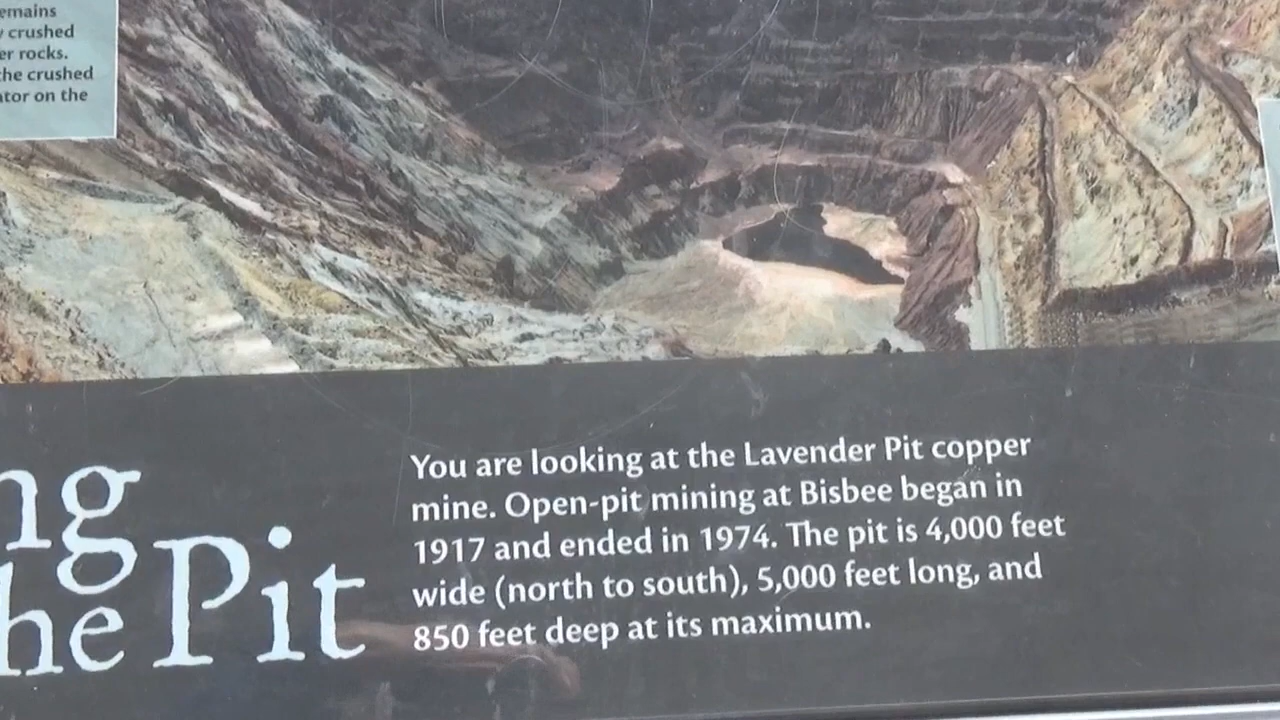 emains
crushed
er rocks.
he crushed
ator on the
ng
he Pit
You are looking at the Lavender Pit copper
mine. Open-pit mining at Bisbee began in
1917 and ended in 1974. The pit is 4,000 feet
wide (north to south), 5,000 feet long, and
850 feet deep at its maximum.